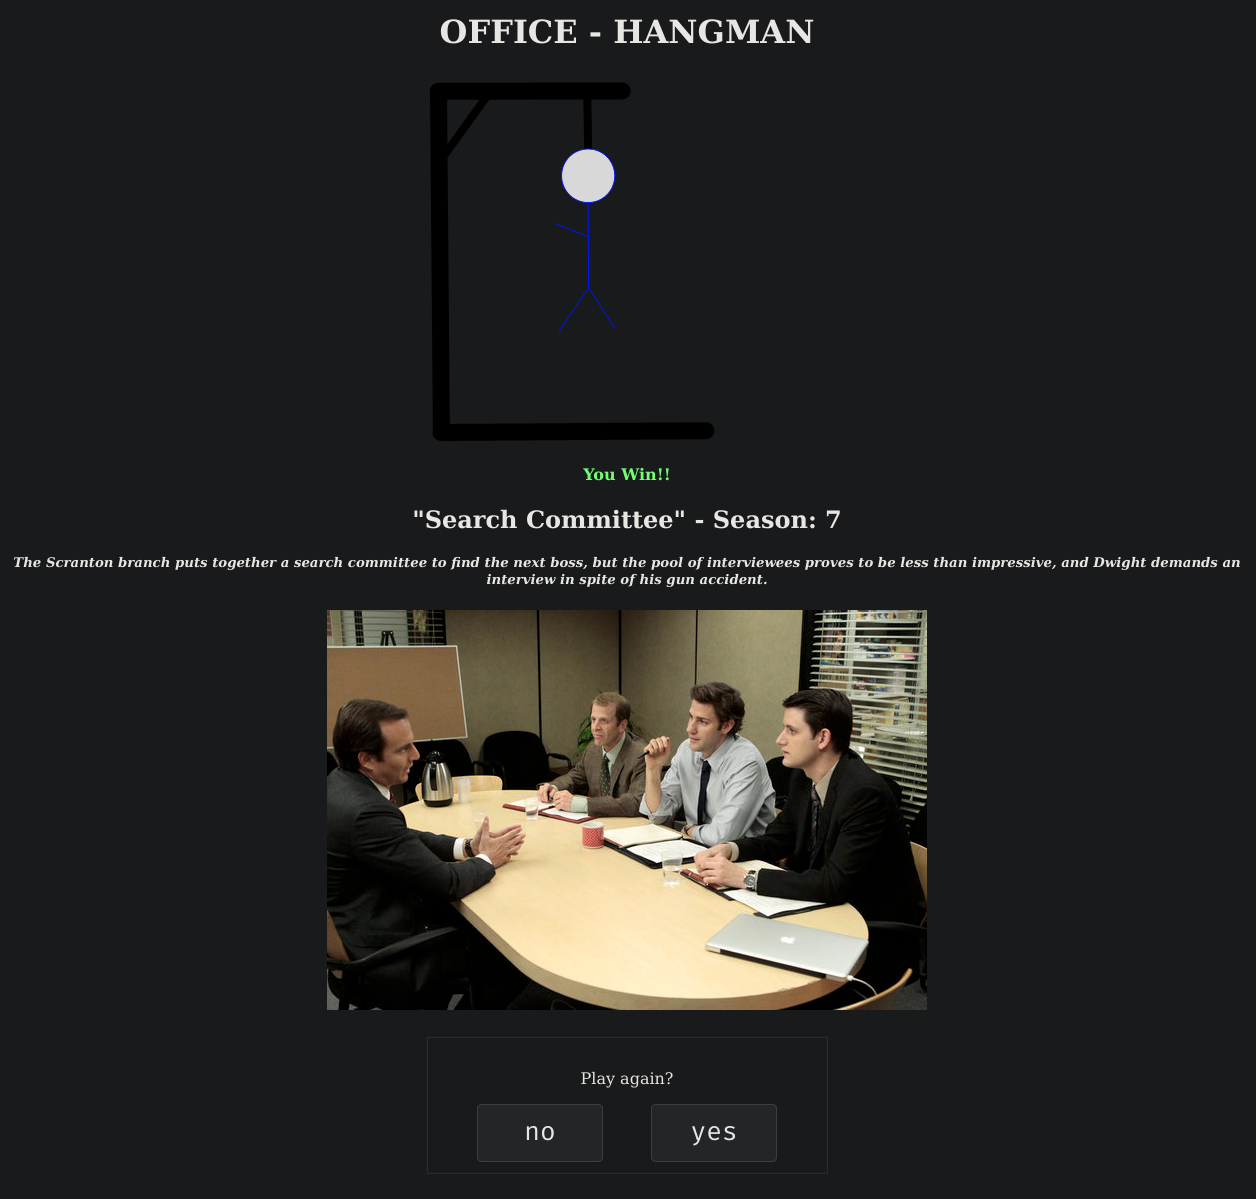 OFFICE - HANGMAN
You Win!!
"Search Committee" - Season: 7
The Scranton branch puts together a search committee to find the next boss, but the pool of interviewees proves to be less than impressive, and Dwight demands an
interview in spite of his gun accident.
Play again?
no yes